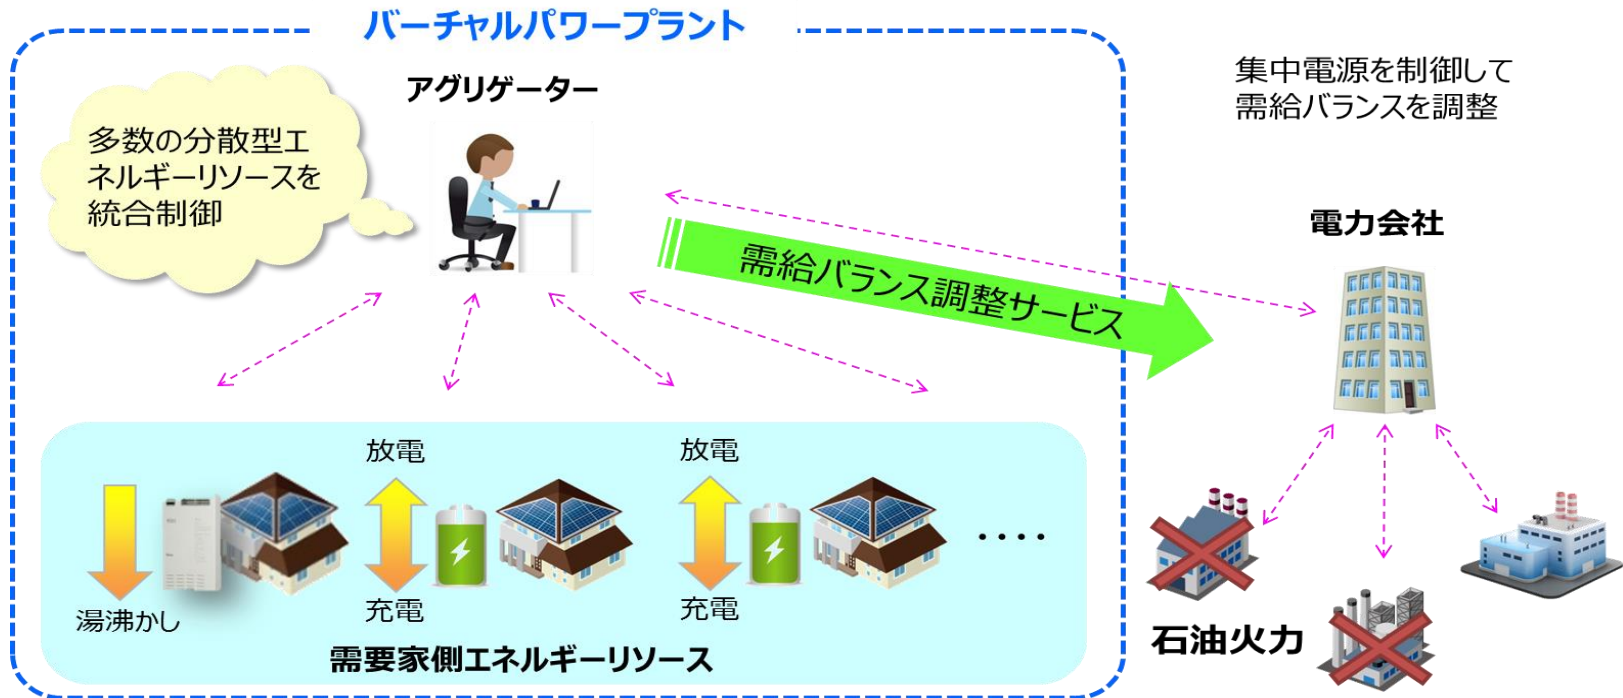 バーチャルパワープラント
アグリゲーター
多数の分散型エ
ネルギーリソースを
統合制御
集中電源を制御して
需給バランスを調整
電力会社
需給バランス調整サービス
放電
放電
湯沸かし
充電
充電
････
需要家側エネルギーリソース
石油火力